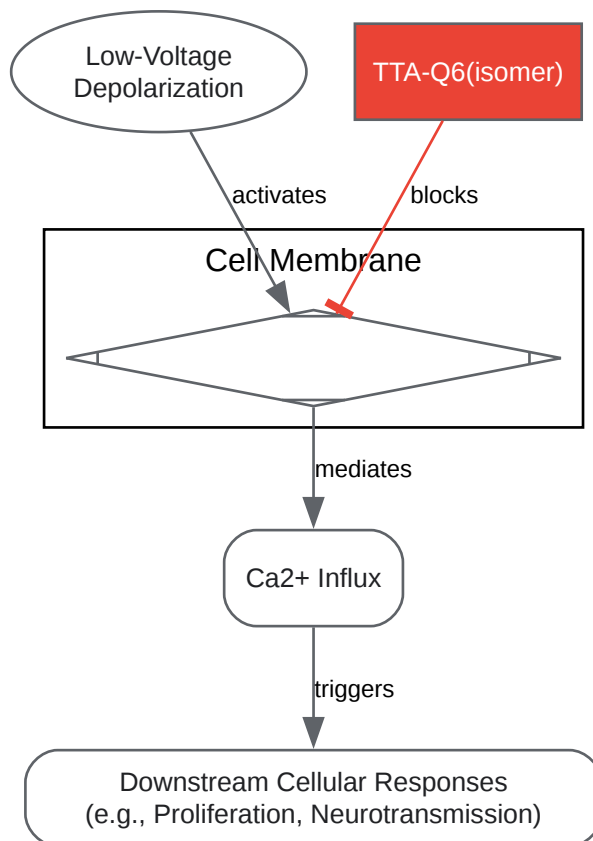 Low-Voltage
Depolarization
TTA-Q6(isomer)
activates
blocks
Cell Membrane
mediates
Ca2+ Influx
triggers
Downstream Cellular Responses
(e.g., Proliferation, Neurotransmission)